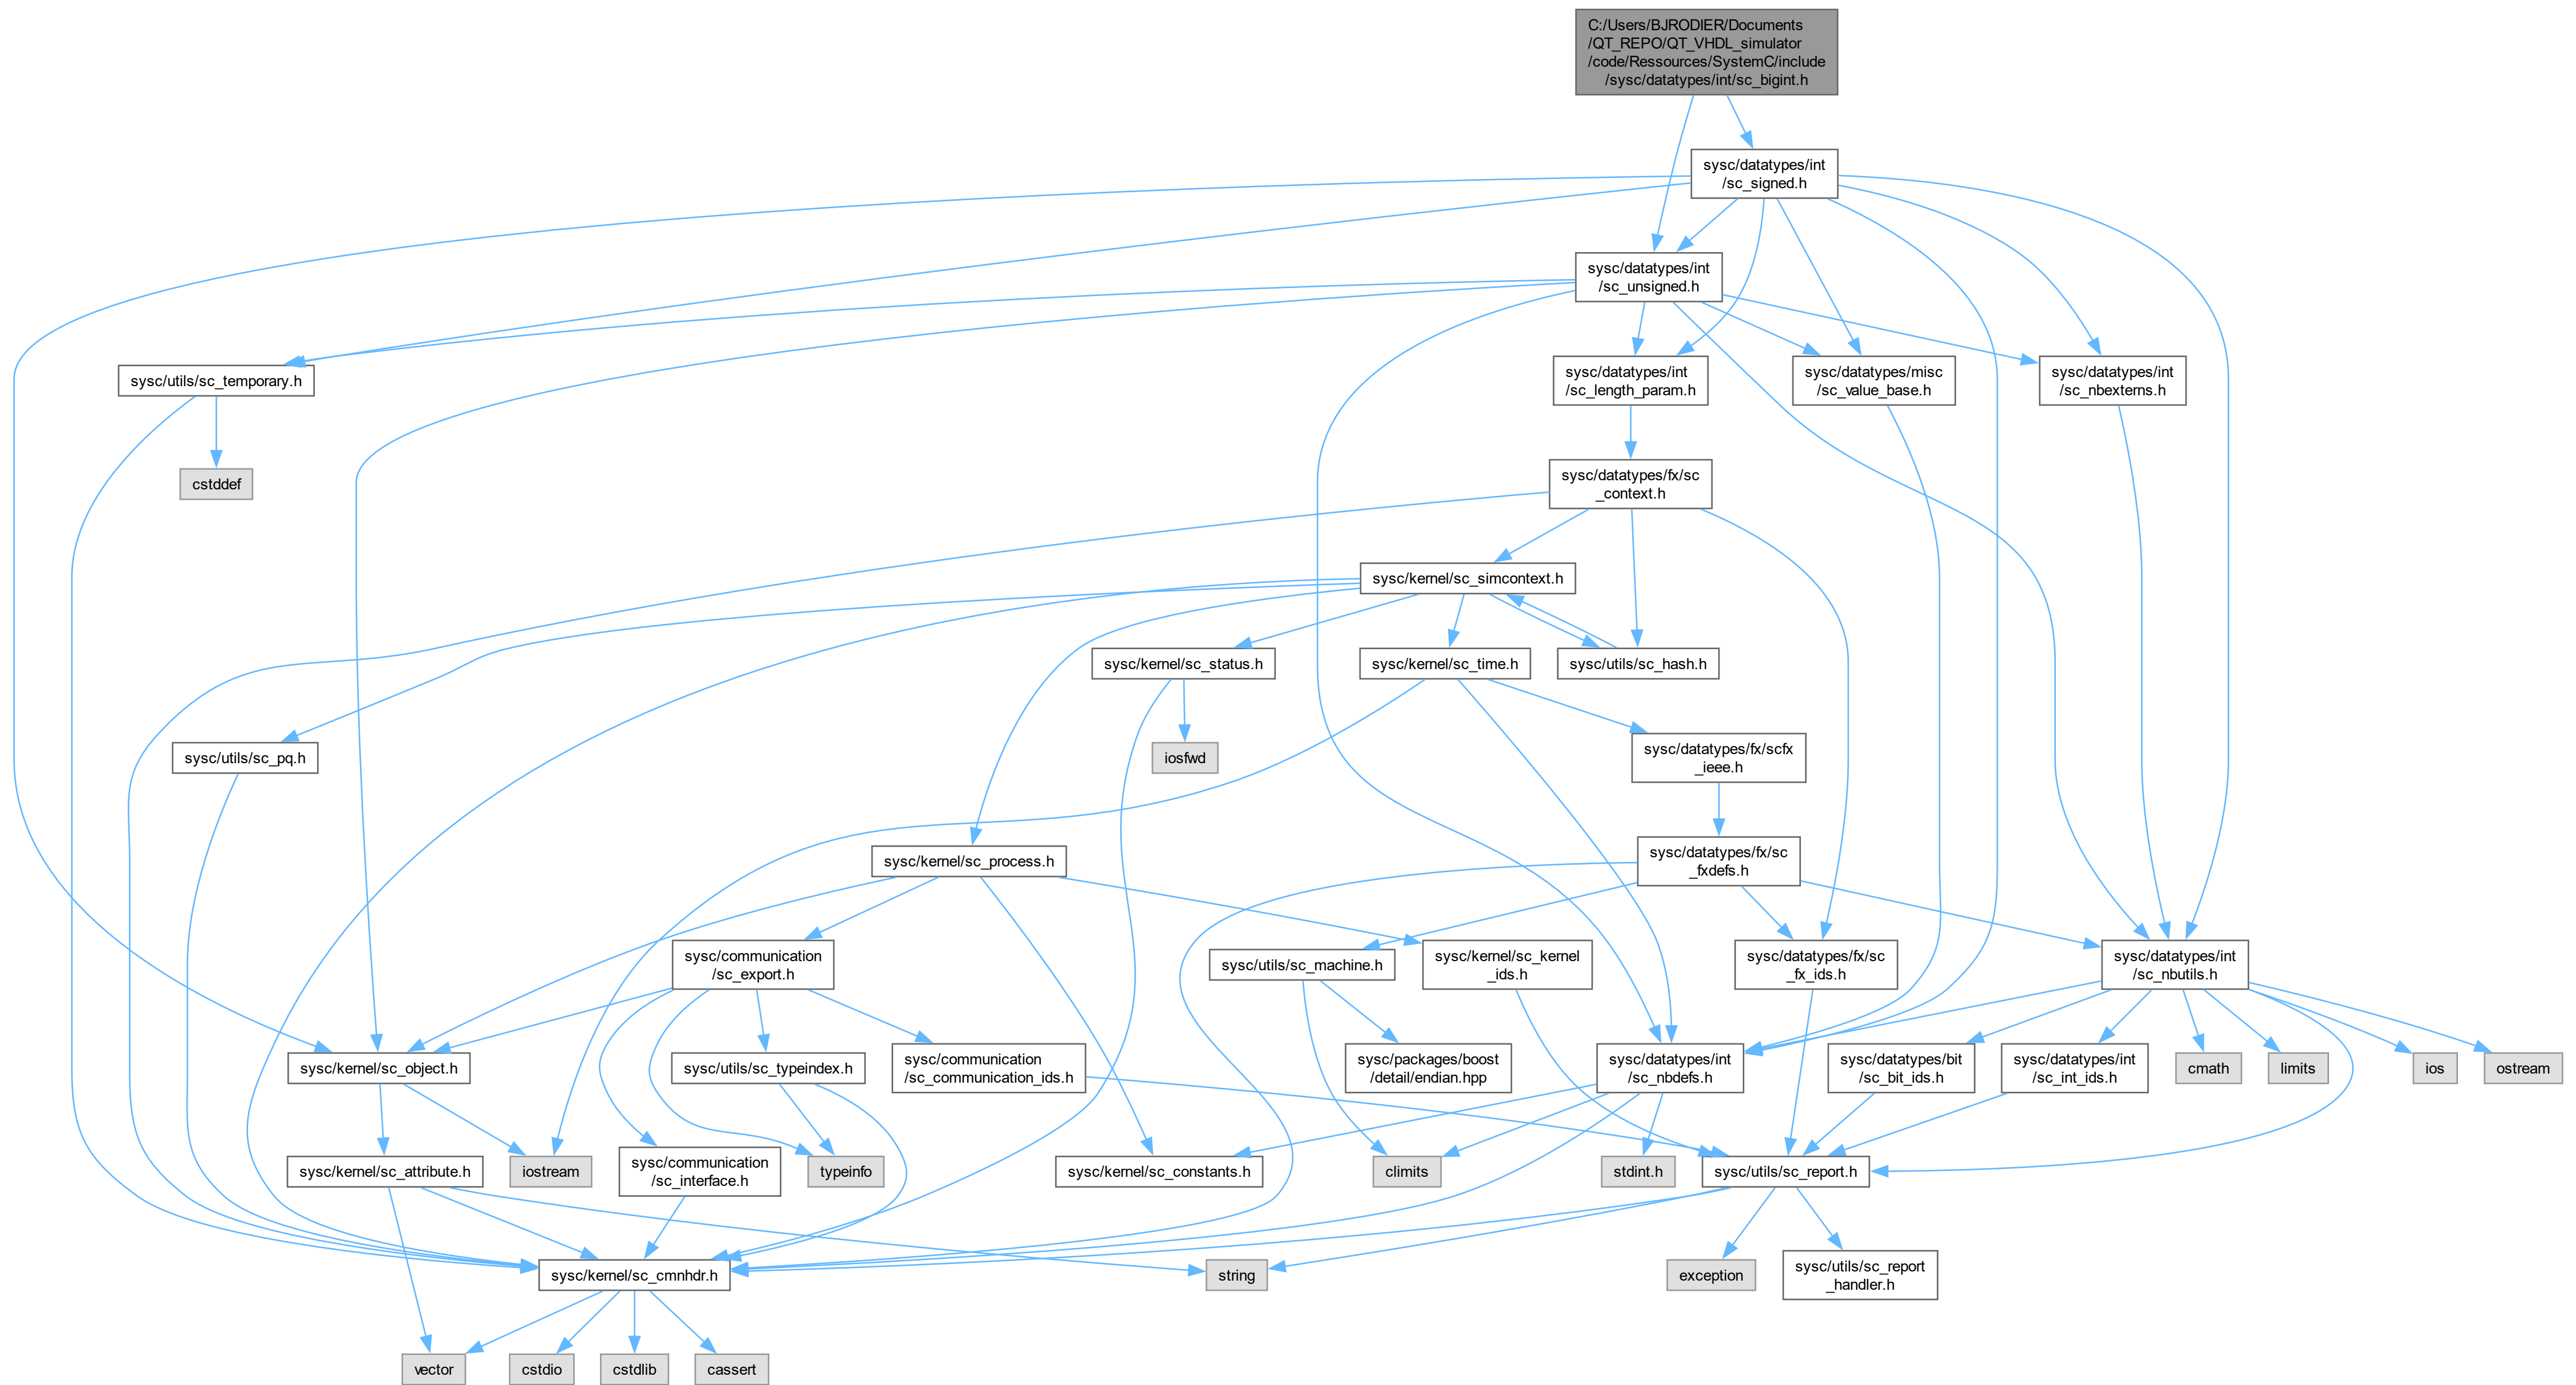 C:/Users/BJRODIER/Documents
/QT_REPO/QT_VHDL_simulator
/code/Ressources/SystemC/include
/sysc/datatypes/int/sc_bigint.h
sysc/datatypes/int
/sc_signed.h
sysc/datatypes/int
/sc_unsigned.h
sysc/utils/sc_temporary.h
sysc/datatypes/int
/sc_length_param.h
sysc/datatypes/misc
/sc_value_base.h
sysc/datatypes/int
/sc_nbexterns.h
cstddef
sysc/datatypes/fx/sc
_context.h
sysc/kernel/sc_simcontext.h
sysc/kernel/sc_status.h
sysc/kernel/sc_time.h
sysc/utils/sc_hash.h
sysc/utils/sc_pq.h
iosfwd
sysc/datatypes/fx/scfx
_ieee.h
sysc/kernel/sc_process.h
sysc/datatypes/fx/sc
_fxdefs.h
sysc/communication
/sc_export.h
sysc/utils/sc_machine.h
sysc/kernel/sc_kernel
_ids.h
sysc/datatypes/fx/sc
_fx_ids.h
sysc/datatypes/int
/sc_nbutils.h
sysc/kernel/sc_object.h
sysc/utils/sc_typeindex.h
sysc/communication
/sc_communication_ids.h
sysc/packages/boost
/detail/endian.hpp
sysc/datatypes/int
/sc_nbdefs.h
sysc/datatypes/bit
/sc_bit_ids.h
sysc/datatypes/int
/sc_int_ids.h
cmath
limits
ios
ostream
sysc/kernel/sc_attribute.h
iostream
sysc/communication
/sc_interface.h
typeinfo
sysc/kernel/sc_constants.h
climits
stdint.h
sysc/utils/sc_report.h
sysc/kernel/sc_cmnhdr.h
string
exception
sysc/utils/sc_report
_handler.h
vector
cstdio
cstdlib
cassert